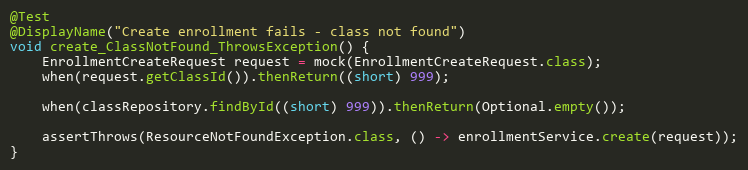 @Test
@DisplayName("Create enrollment fails - class not found")
void create_ClassNotFound_ThrowsException() {
    EnrollmentCreateRequest request = mock(EnrollmentCreateRequest.class);
    when(request.getClassId()).thenReturn((short) 999);

    when(classRepository.findById((short) 999)).thenReturn(Optional.empty());

    assertThrows(ResourceNotFoundException.class, () -> enrollmentService.create(request));
}